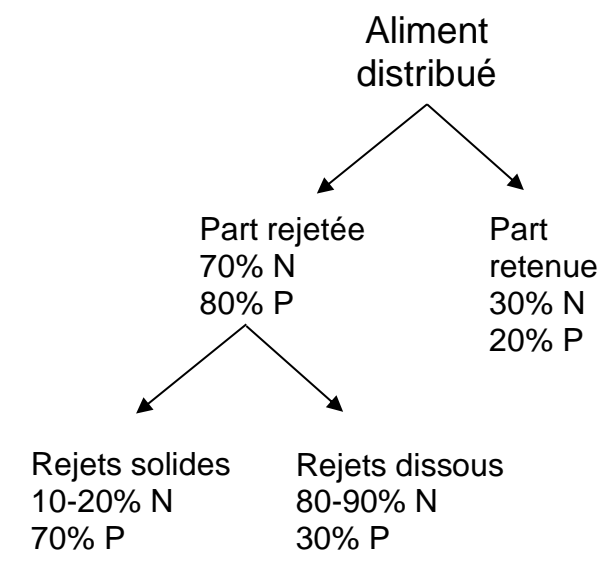 Aliment
distribué
Part rejetée
70% N
80% P
Part
retenue
30% N
20% P
Rejets solides
10-20% N
70% P
Rejets dissous
80-90% N
30% P